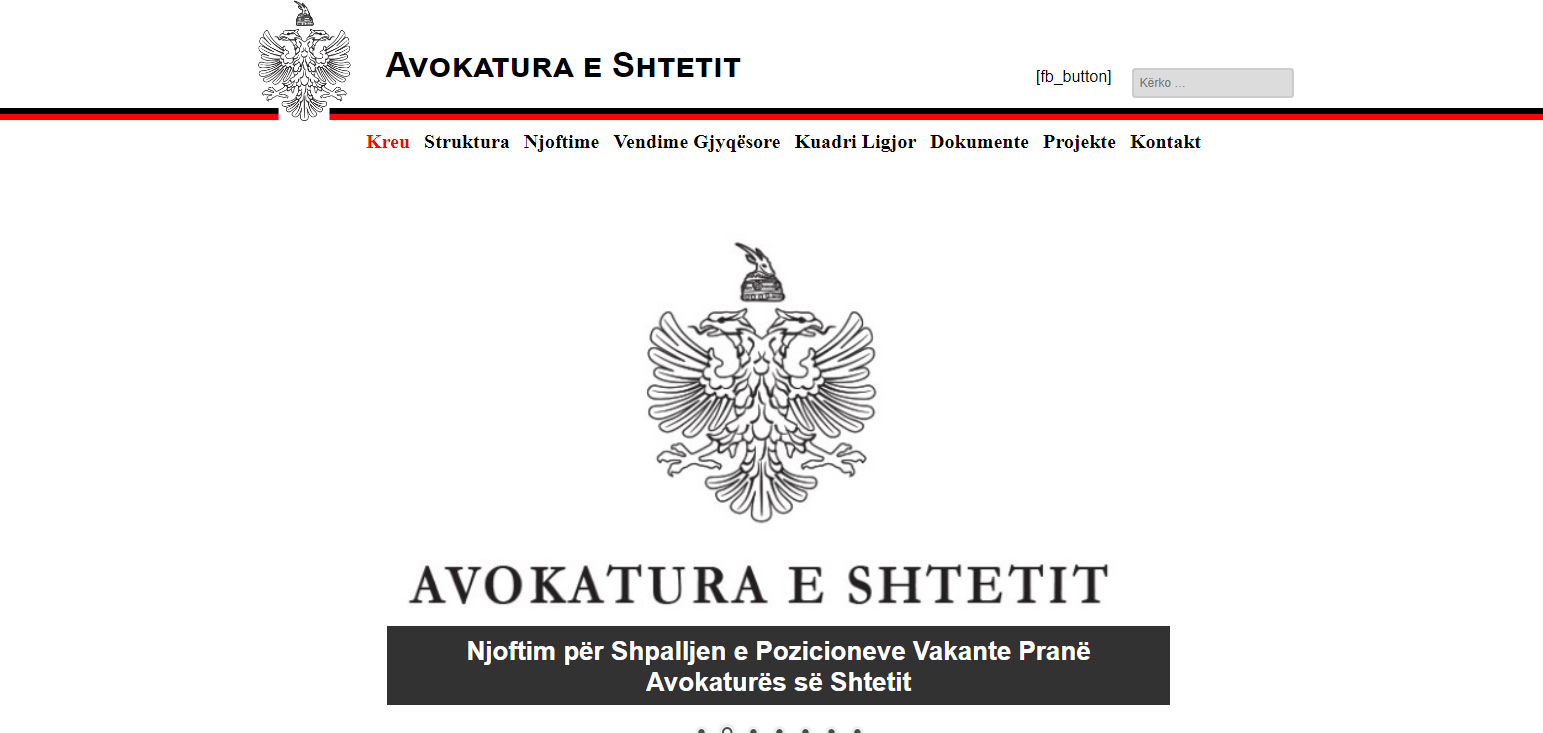 Avokatura e Shtetit
[fb_button]
Kërko ...
Kreu Struktura Njoftime Vendime Gjyqësore Kuadri Ligjor Dokumente Projekte Kontakt
AVOKATURA E SHTETIT
Njoftim për Shpalljen e Pozicioneve Vakante Pranë
Avokaturës së Shtetit